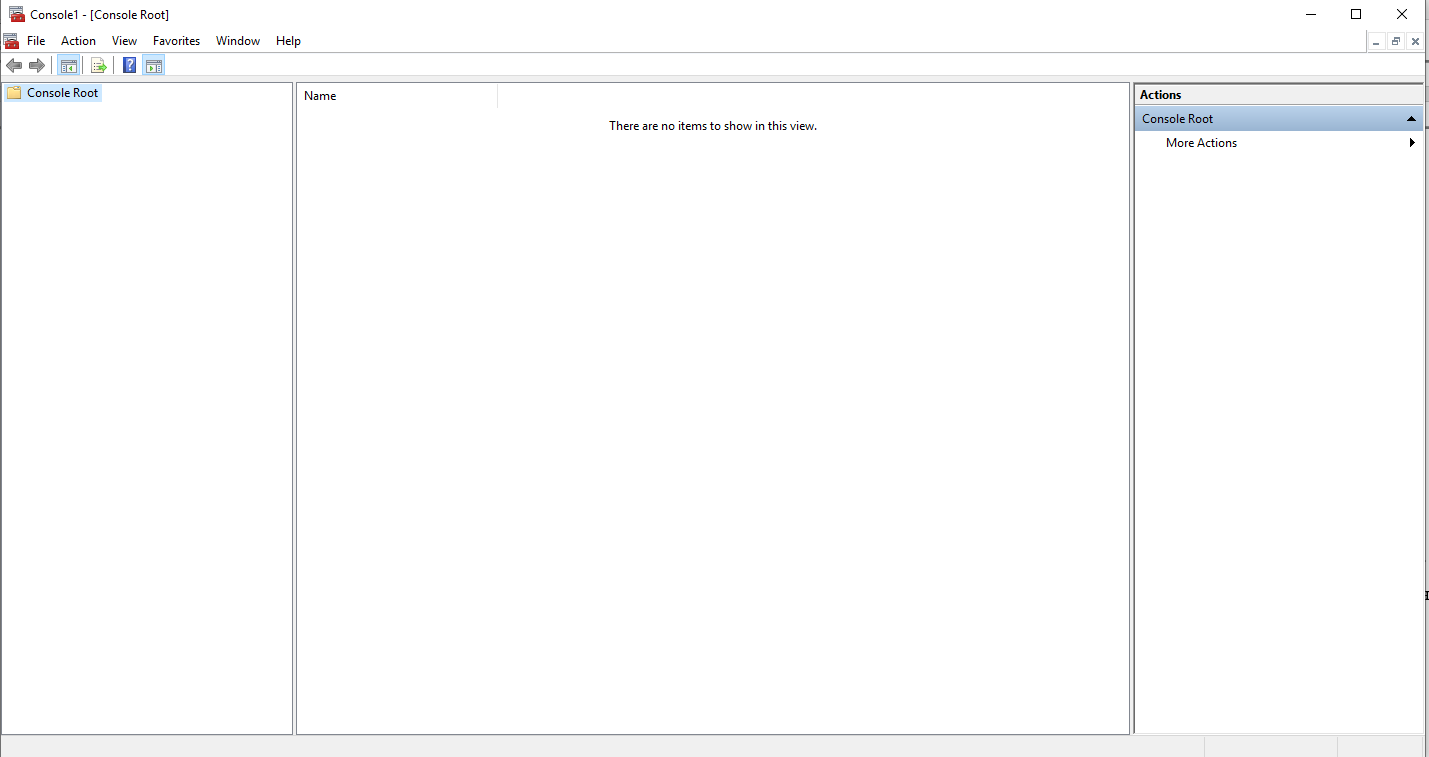 Console1 - [Console Root]
File Action View Favorites Window Help
Console Root
Name
There are no items to show in this view.
Actions
Console Root
More Actions